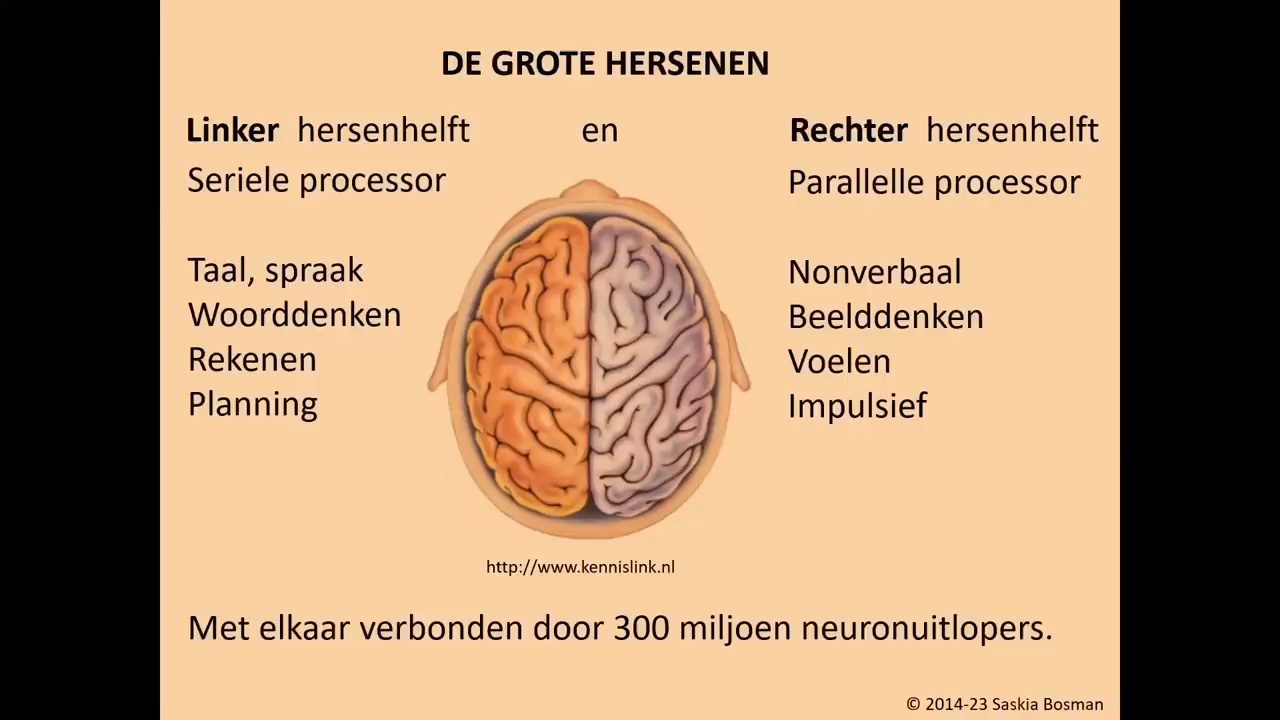 DE GROTE HERSENEN
Linker hersenhelft en Rechter hersenhelft
Seriele processor
Parallelle processor
Taal, spraak
Woorddenken
Rekenen
Planning
Nonverbaal
Beelddenken
Voelen
Impulsief
http://www.kennislink.nl
Met elkaar verbonden door 300 miljoen neuronuitlopers.
© 2014-23 Saskia Bosman